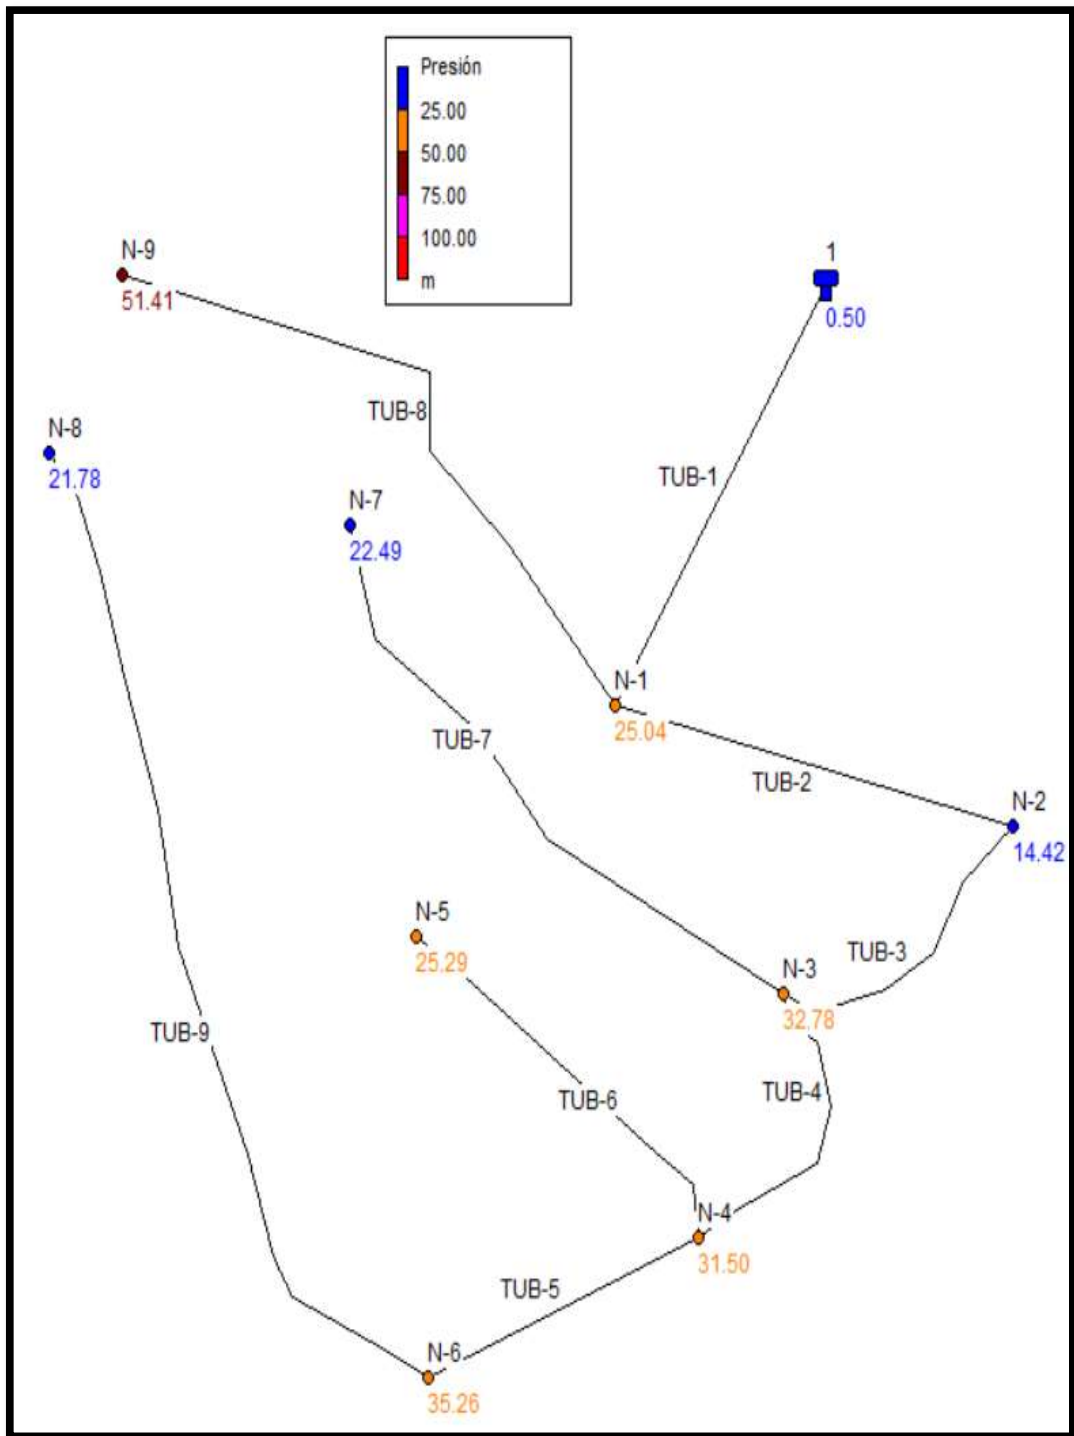 Presión
25.00
50.00
75.00
100.00
m
N-9
51.41
1
0.50
TUB-8
N-8
21.78
TUB-1
N-7
22.49
N-1
25.04
TUB-7
TUB-2
N-2
14.42
N-5
25.29
TUB-3
N-3
32.78
TUB-9
TUB-6
TUB-4
N-4
31.50
TUB-5
N-6
35.26